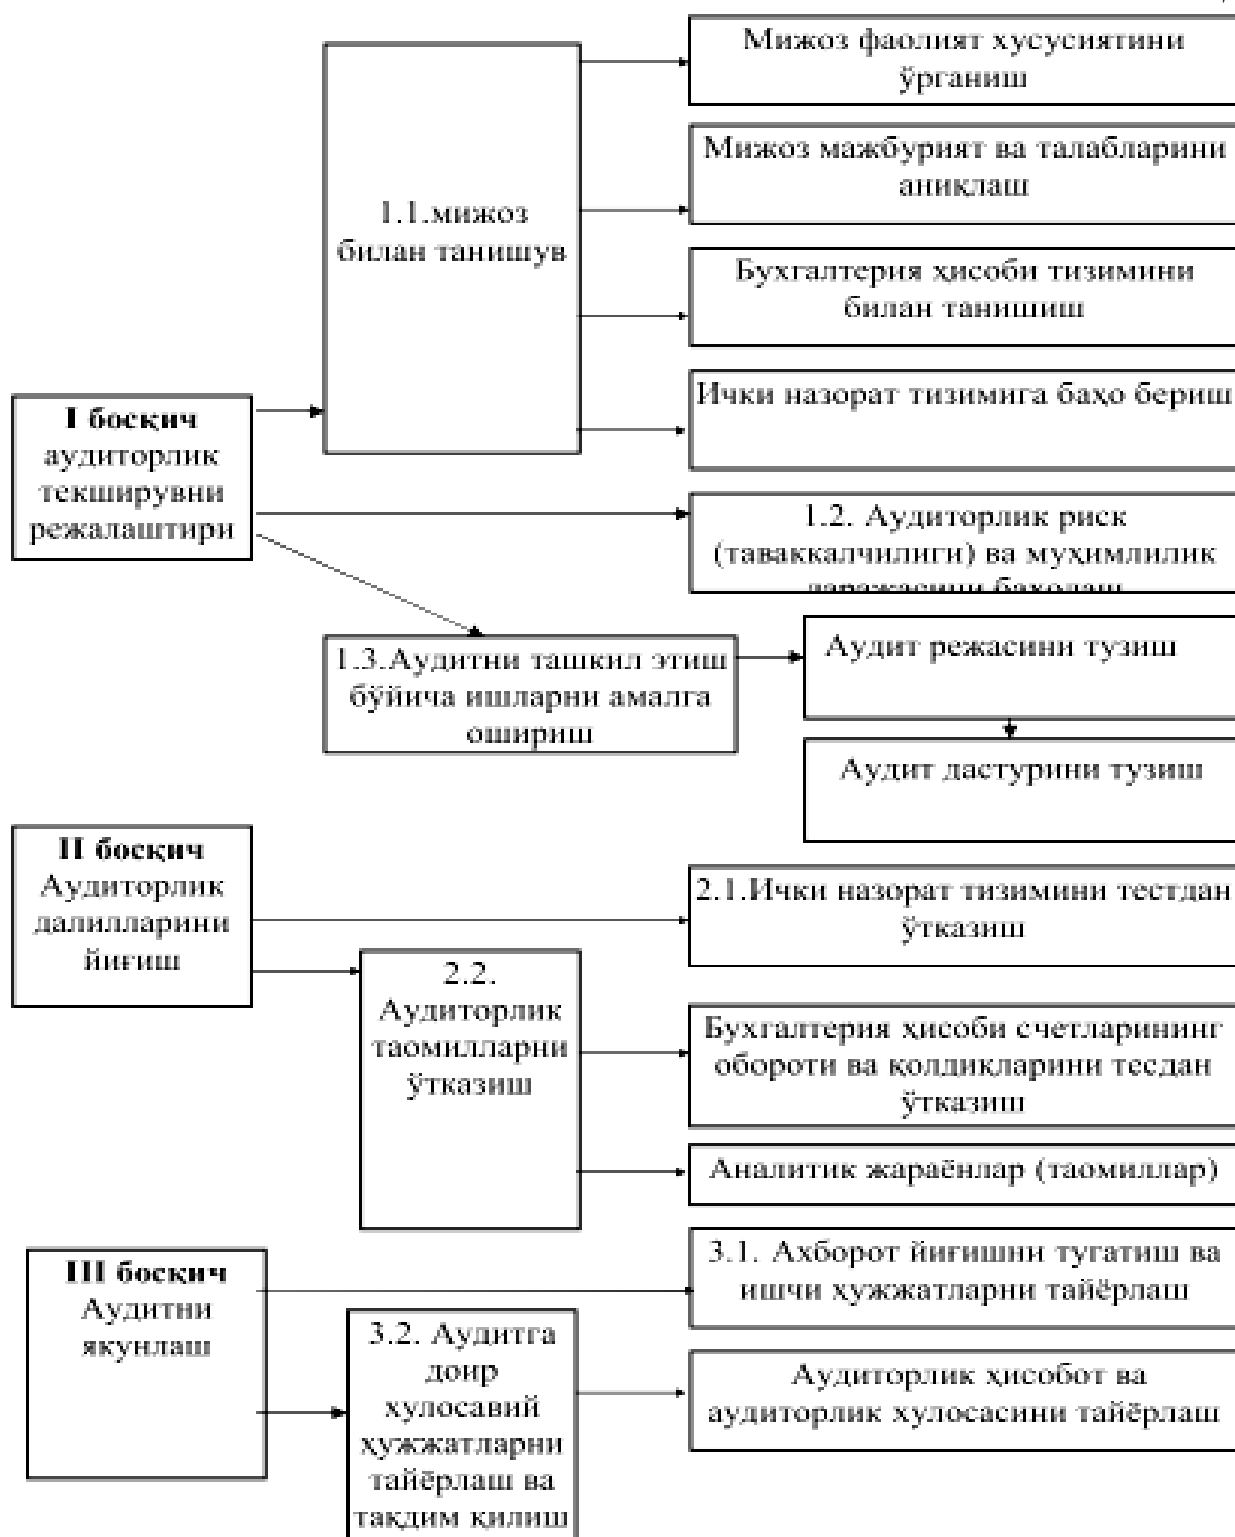 Мижоз фаолият хусусиятини
ўрганиш
Мижоз мажбурият ва талабларини
аниқлаш
1.1.мижоз
билан танишув
Бухгалтерия ҳисоби тизимини
билан танишиш
Ички назорат тизимига баҳо бериш
I босқич
аудиторлик
текширувни
режалаштири
1.2. Аудиторлик риск
(таваккалчилиги) ва муҳимлилик
даражасини баҳолаш
1.3.Аудитни ташкил этиш
бўйича ишларни амалга
ошириш
Аудит режасини тузиш
Аудит дастурини тузиш
II босқич
Аудиторлик
далилларини
йиғиш
2.1.Ички назорат тизимини тестдан
ўтказиш
2.2.
Аудиторлик
таомилларни
ўтказиш
Бухгалтерия ҳисоби счетларининг
обороти ва қолдиқларини тесдан
ўтказиш
Аналитик жараёнлар (таомиллар)
III босқич
Аудитни
якунлаш
3.1. Ахборот йиғишни тугатиш ва
ишчи ҳужжатларни тайёрлаш
3.2. Аудитга
доир
хулосавий
ҳужжатларни
тайёрлаш ва
тақдим қилиш
Аудиторлик ҳисобот ва
аудиторлик хулосасини тайёрлаш